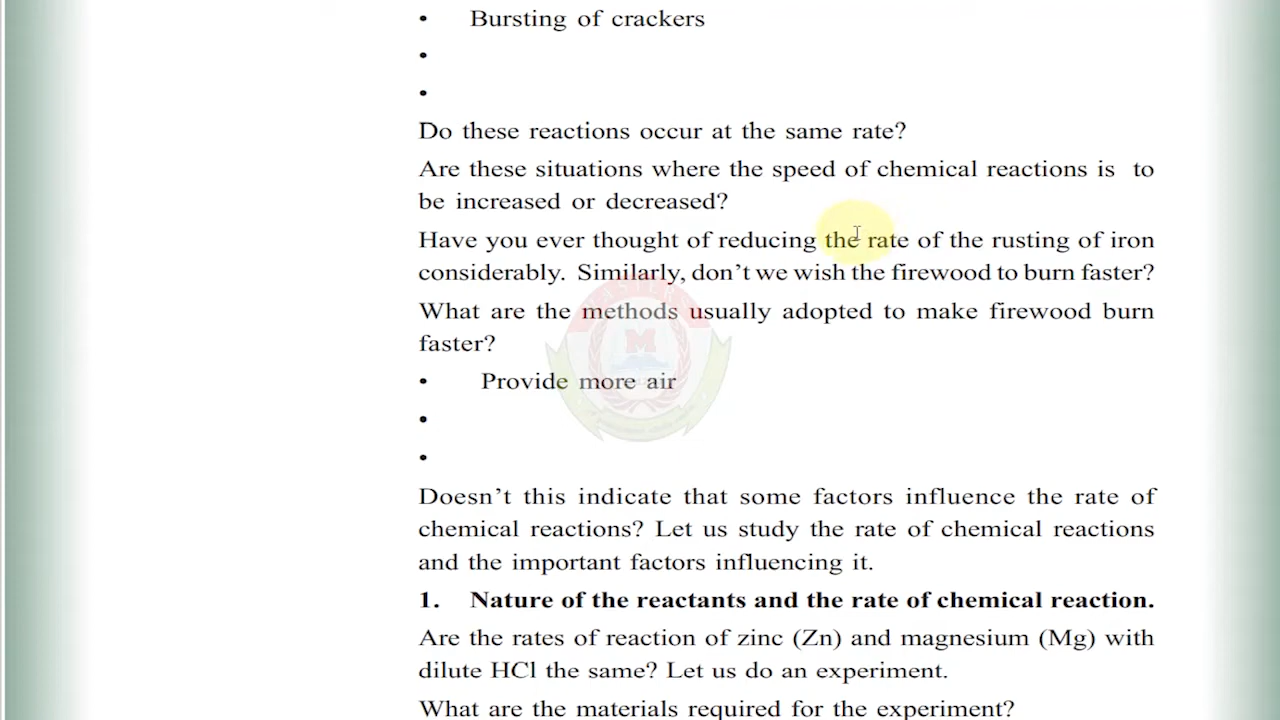 • Bursting of crackers
•
•
Do these reactions occur at the same rate?
Are these situations where the speed of chemical reactions is to
be increased or decreased?
Have you ever thought of reducing the rate of the rusting of iron
considerably. Similarly, don't we wish the firewood to burn faster?
What are the methods usually adopted to make firewood burn
faster?
• Provide more air
•
•
Doesn't this indicate that some factors influence the rate of
chemical reactions? Let us study the rate of chemical reactions
and the important factors influencing it.
1. Nature of the reactants and the rate of chemical reaction.
Are the rates of reaction of zinc (Zn) and magnesium (Mg) with
dilute HCl the same? Let us do an experiment.
What are the materials required for the experiment?